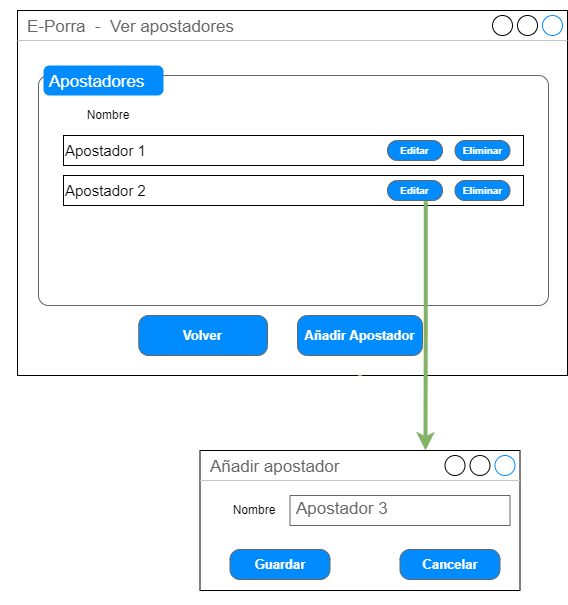 E-Porra - Ver apostadores
Apostadores
Nombre
Apostador 1 Editar Eliminar
Apostador 2 Editar Eliminar
Volver Añadir Apostador
Añadir apostador
Nombre Apostador 3
Guardar Cancelar